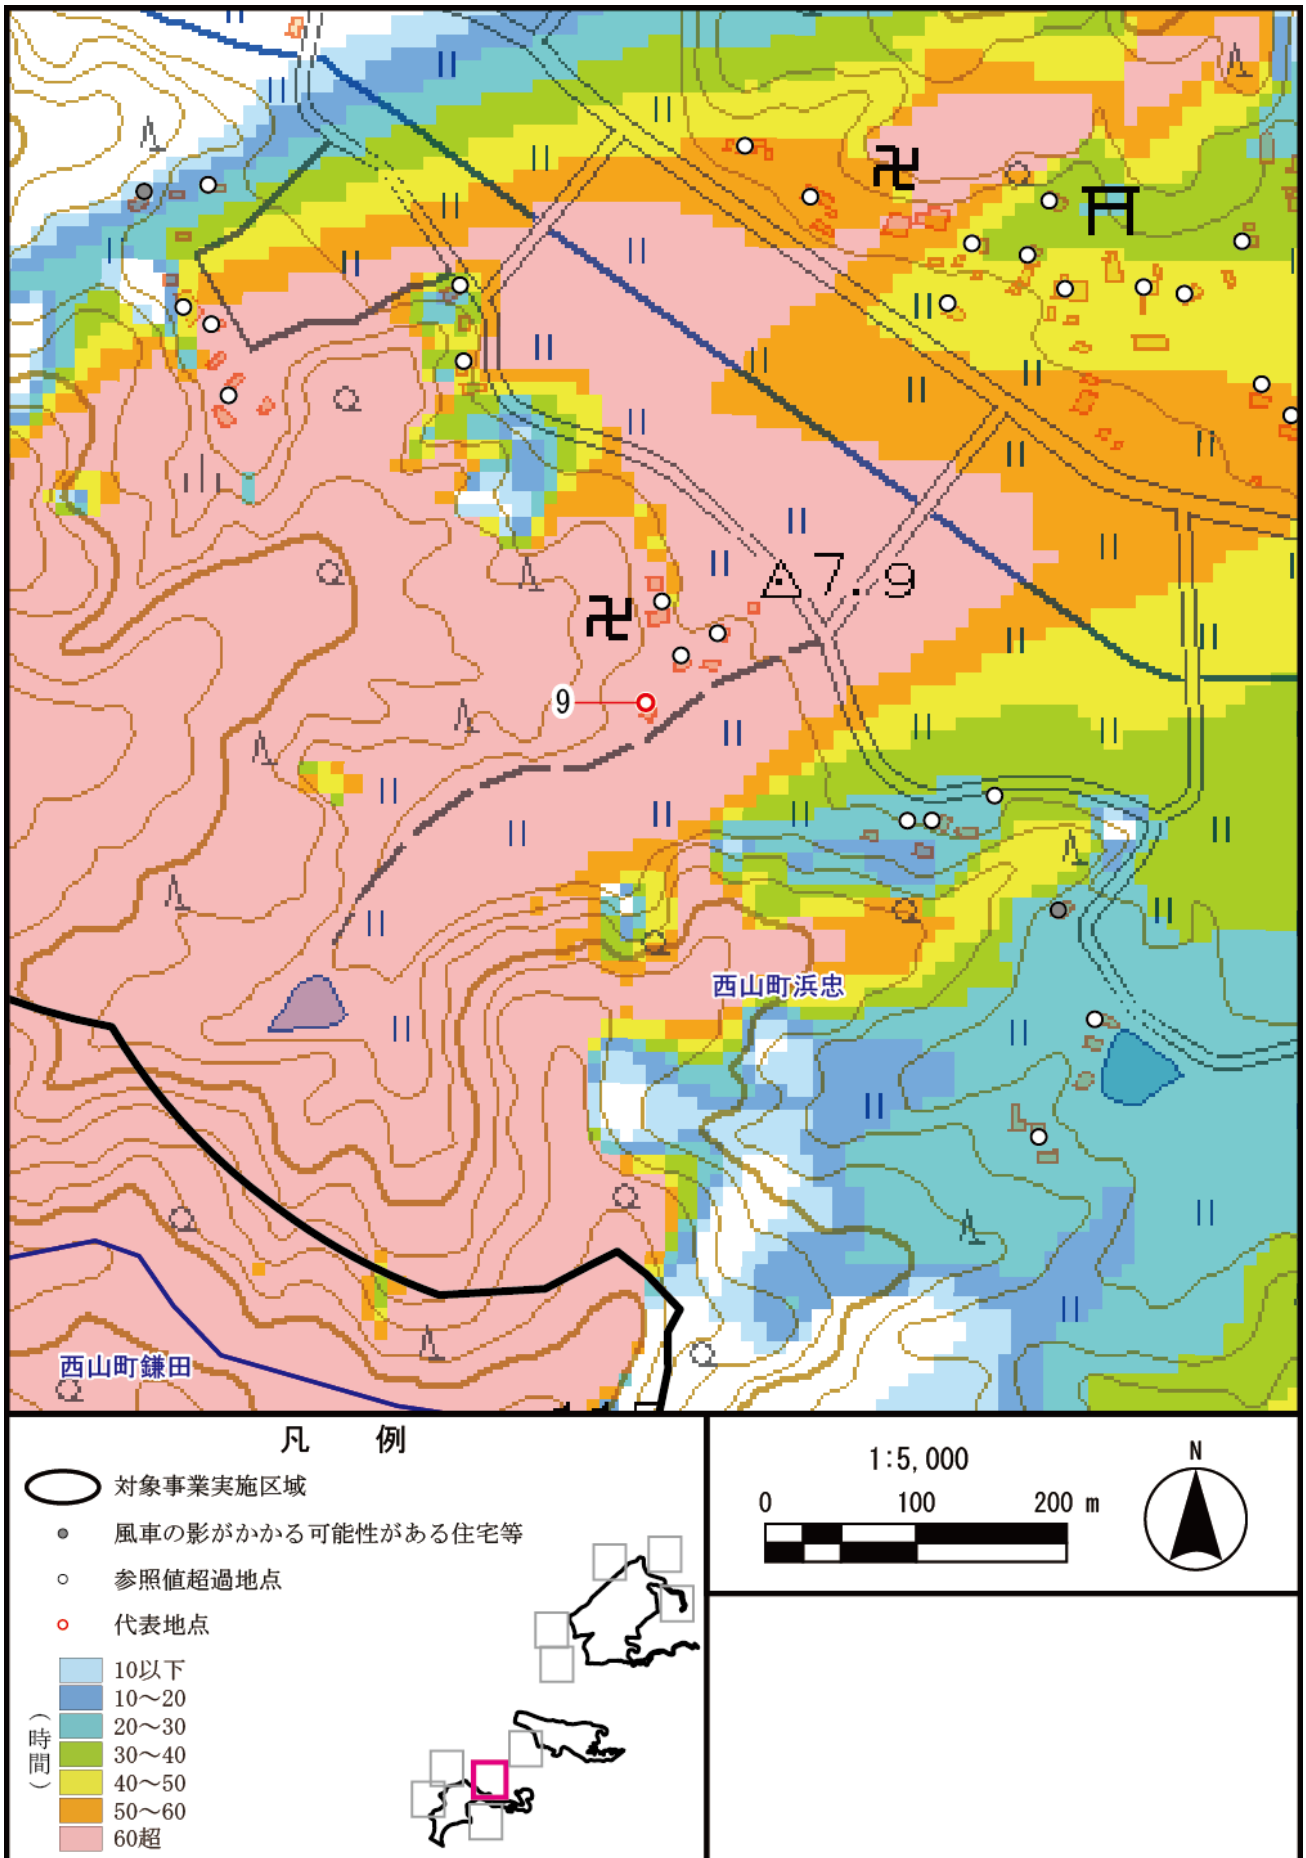 7.9
9
西山町浜忠
西山町鎌田
凡 例
対象事業実施区域
風車の影がかかる可能性がある住宅等
参照値超過地点
代表地点
(時間)
10以下
10～20
20～30
30～40
40～50
50～60
60超
1:5,000
0 100 200 m
N